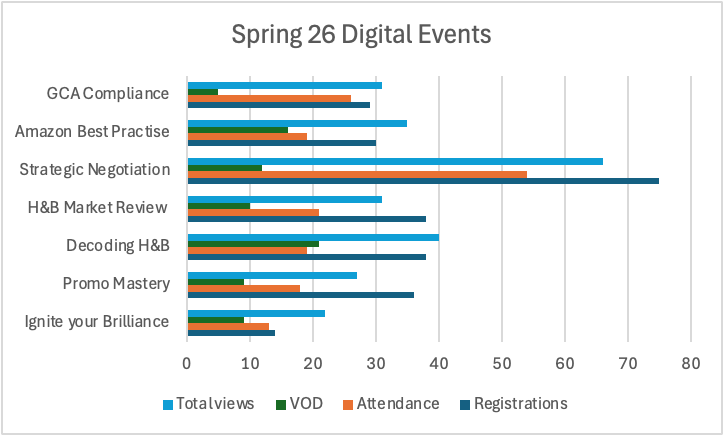 Spring 26 Digital Events
GCA Compliance
Amazon Best Practise
Strategic Negotiation
H&B Market Review
Decoding H&B
Promo Mastery
Ignite your Brilliance
0 10 20 30 40 50 60 70 80
Total views VOD Attendance Registrations